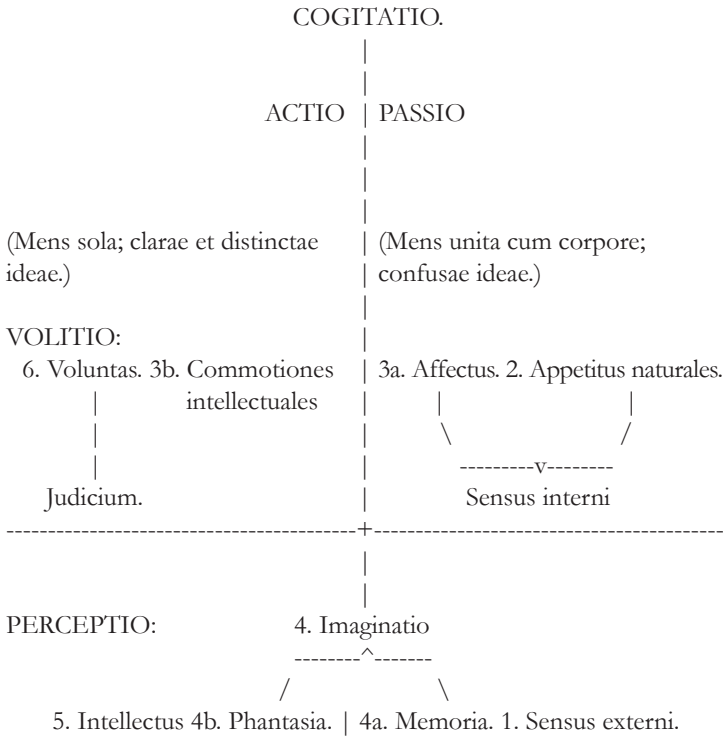 COGITATIO.
|
|
ACTIO | PASSIO
|
|
|
|
(Mens sola; clarae et distinctae | (Mens unita cum corpore;
ideae.) | confusae ideae.)
|
VOLITIO: |
6. Voluntas. 3b. Commotiones | 3a. Affectus. 2. Appetitus naturales.
| intellectuales | | |
| | \ /
| | ---------v--------
Judicium. | Sensus interni
------------------------------------------+------------------------------------------
|
|
PERCEPTIO: 4. Imaginatio
--------^-------
/ \
5. Intellectus 4b. Phantasia. | 4a. Memoria. 1. Sensus externi.